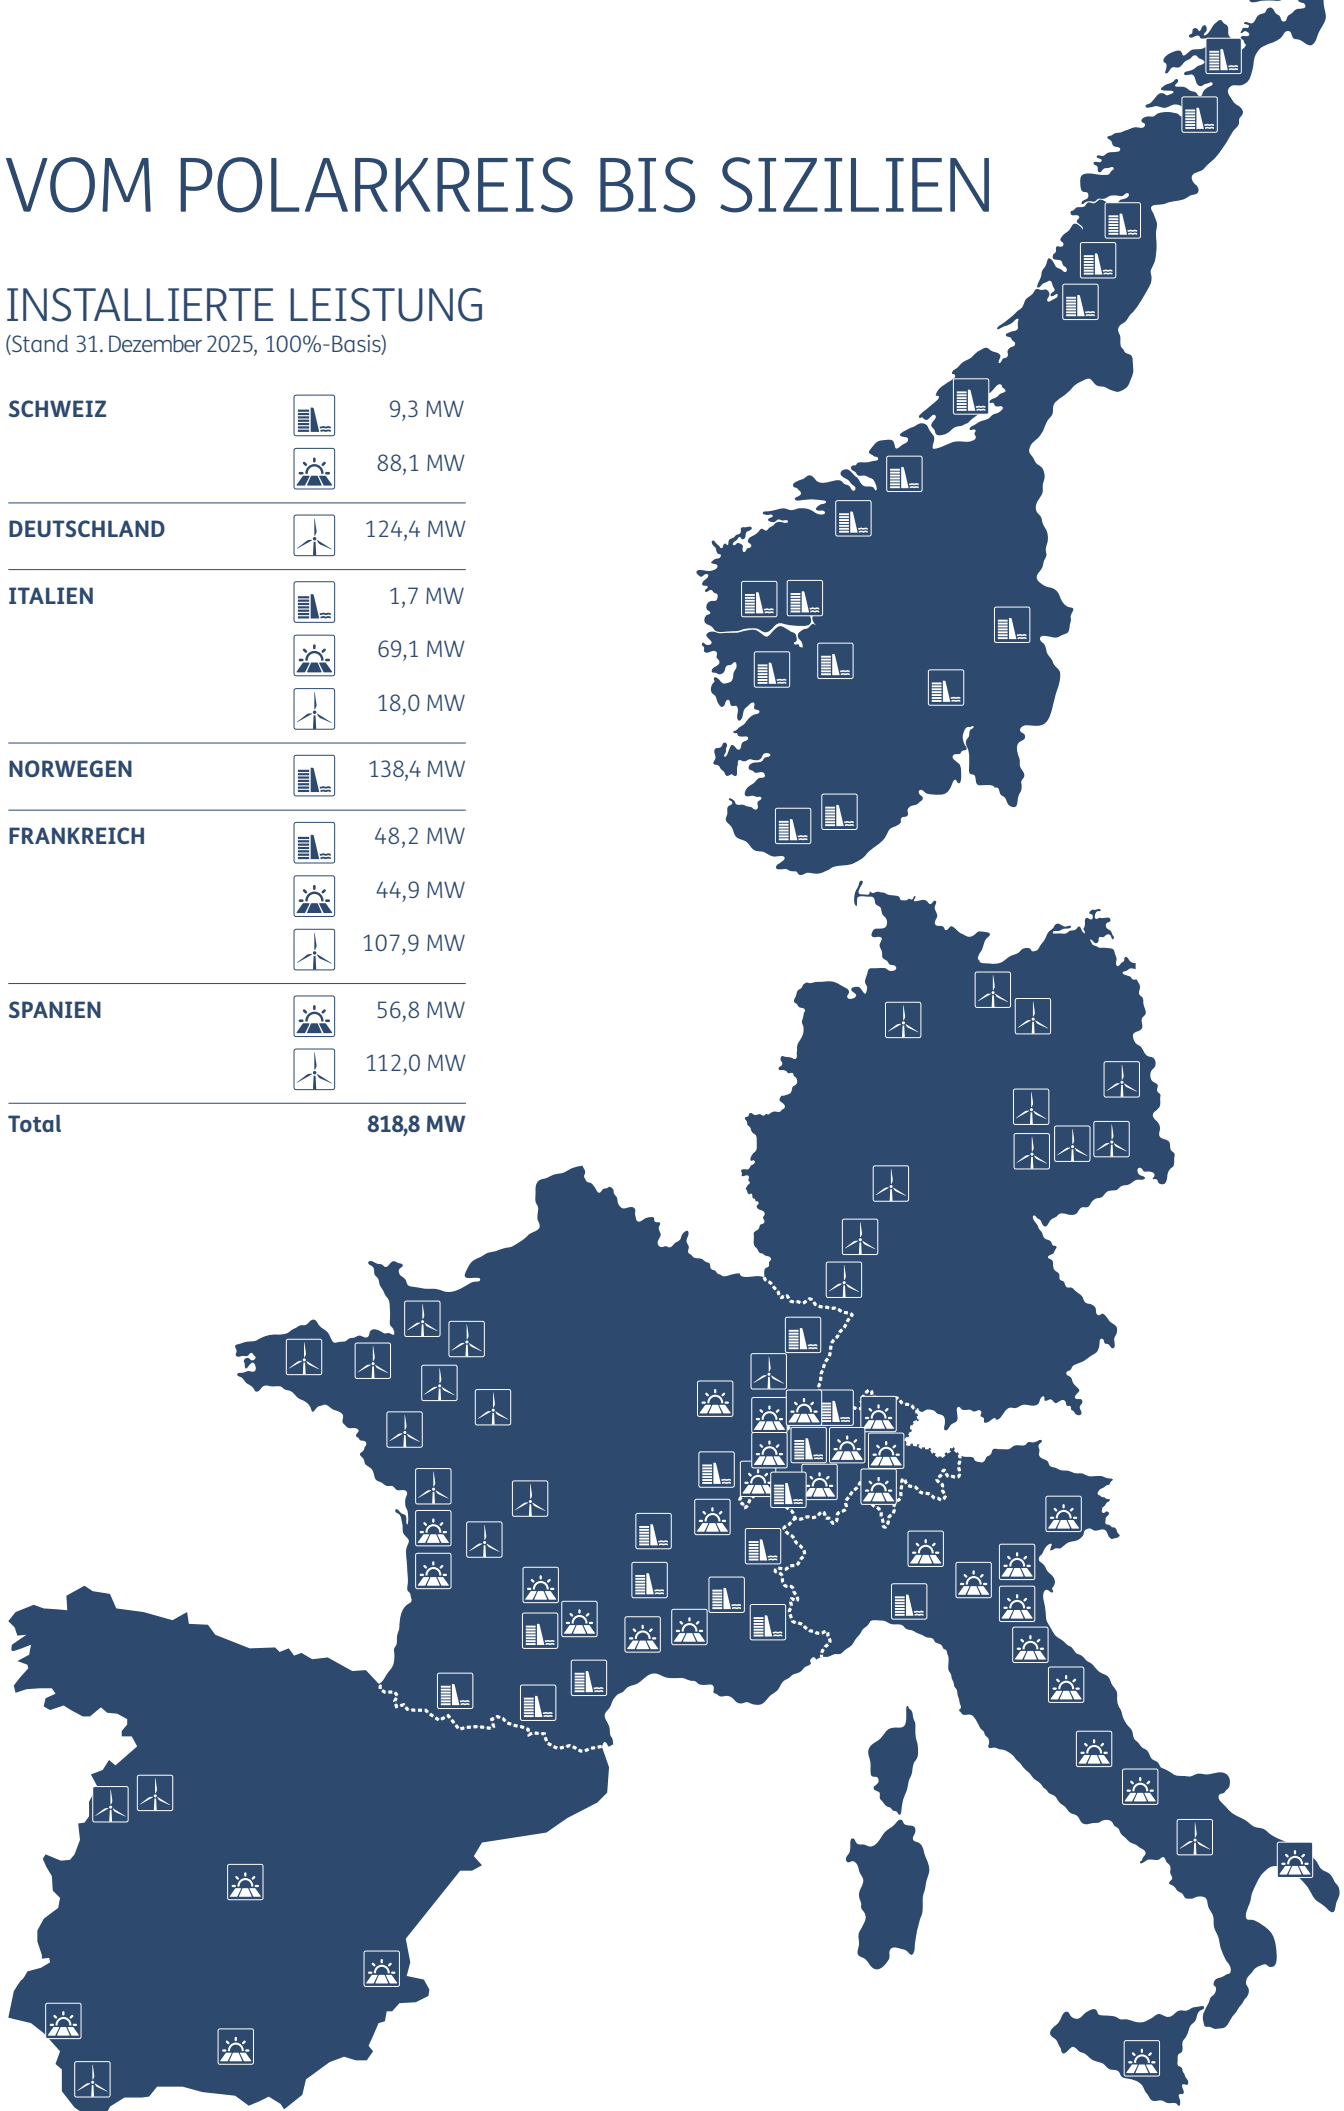 VOM POLARKREIS BIS SIZILIEN
INSTALLIERTE LEISTUNG
(Stand 31. Dezember 2025, 100%-Basis)
SCHWEIZ 9,3 MW
88,1 MW
DEUTSCHLAND 124,4 MW
ITALIEN 1,7 MW
69,1 MW
18,0 MW
NORWEGEN 138,4 MW
FRANKREICH 48,2 MW
44,9 MW
107,9 MW
SPANIEN 56,8 MW
112,0 MW
Total 818,8 MW